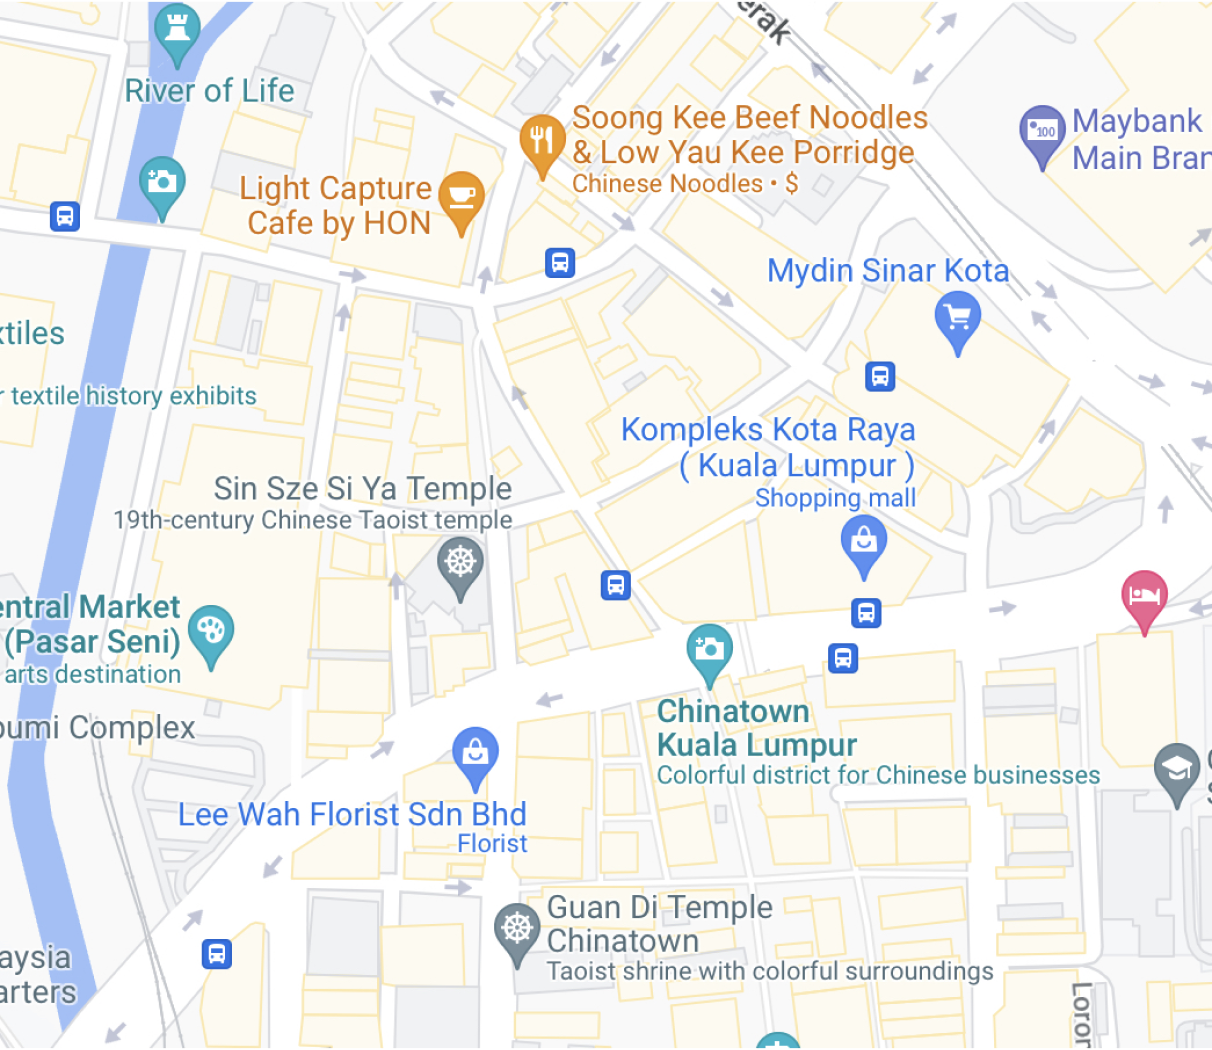 erak
River of Life
Soong Kee Beef Noodles
& Low Yau Kee Porridge
Chinese Noodles • $
Maybank
Main Bran
100
Light Capture
Cafe by HON
Mydin Sinar Kota
xtiles
r textile history exhibits
Kompleks Kota Raya
( Kuala Lumpur )
Shopping mall
Sin Sze Si Ya Temple
19th-century Chinese Taoist temple
entral Market
(Pasar Seni)
arts destination
bumi Complex
Chinatown
Kuala Lumpur
Colorful district for Chinese businesses
Lee Wah Florist Sdn Bhd
Florist
Guan Di Temple
Chinatown
Taoist shrine with colorful surroundings
aysia
arters
Loron